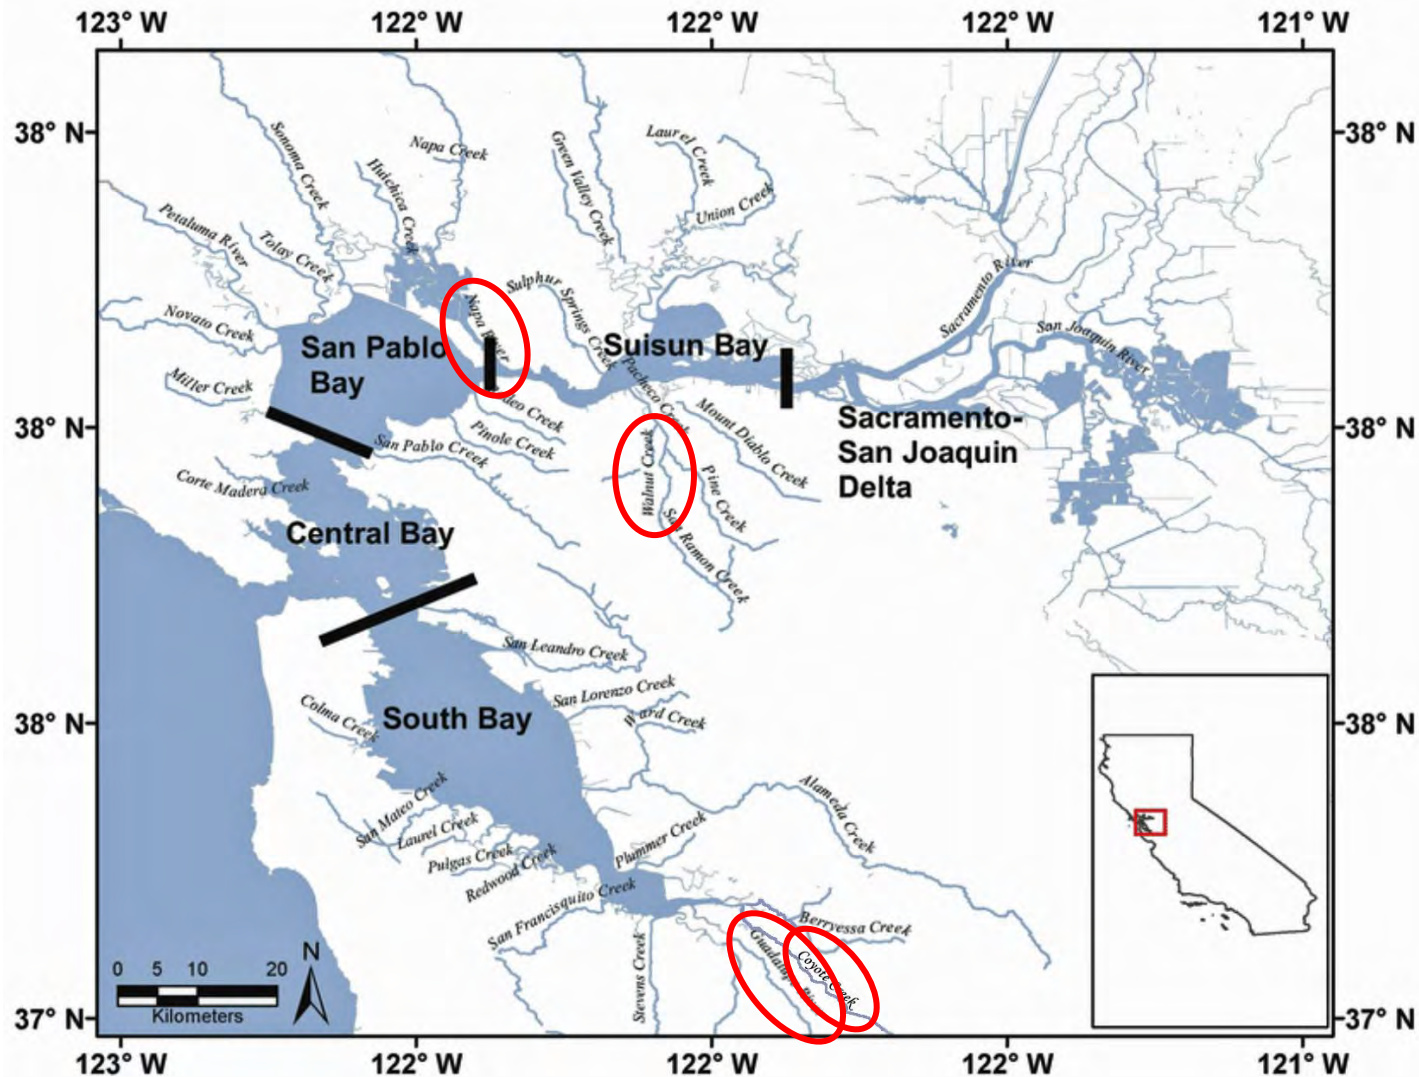 123° W 122° W 122° W 122° W 121° W
38° N
38° N
38° N
37° N
38° N
38° N
38° N
37° N
Sonoma Creek
Napa Creek
Hutchica Creek
Green Valley Creek
Laurel Creek
Union Creek
Petaluma River
Tolay Creek
Sulphur Springs Creek
Napa River
Novato Creek
Miller Creek
San Pablo
Bay
Suisun Bay
Sacramento River
San Joaquin River
Pacheco Creek
deo Creek
Pinole Creek
San Pablo Creek
Mount Diablo Creek
Walnut Creek
Pine Creek
San Ramon Creek
Sacramento-
San Joaquin
Delta
Corte Madera Creek
Central Bay
San Leandro Creek
San Lorenzo Creek
Ward Creek
Colma Creek
South Bay
Alameda Creek
San Mateo Creek
Laurel Creek
Pulgas Creek
Redwood Creek
Plummer Creek
San Francisquito Creek
Stevens Creek
Berryessa Creek
Guadalupe River
Coyote Creek
N
0 5 10 20
Kilometers
123° W 122° W 122° W 122° W 121° W